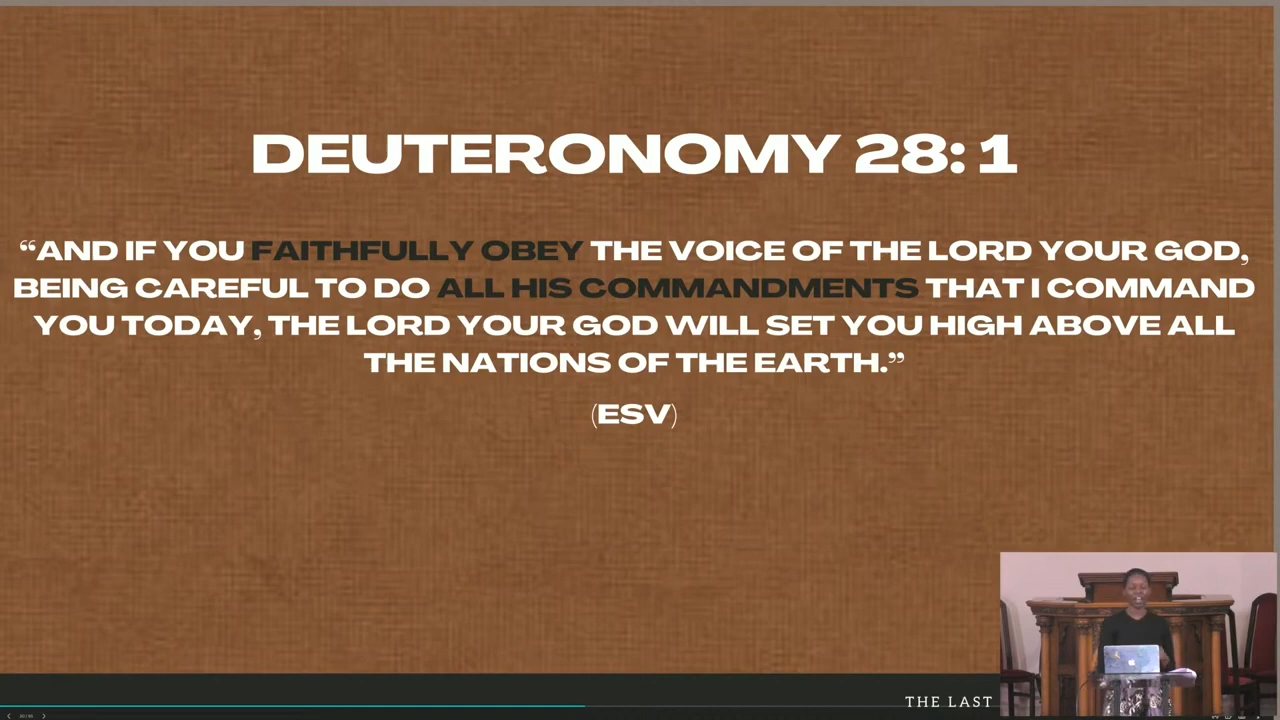 DEUTERONOMY 28: 1
“AND IF YOU FAITHFULLY OBEY THE VOICE OF THE LORD YOUR GOD,
BEING CAREFUL TO DO ALL HIS COMMANDMENTS THAT I COMMAND
YOU TODAY, THE LORD YOUR GOD WILL SET YOU HIGH ABOVE ALL
THE NATIONS OF THE EARTH.”
(ESV)
THE LAST